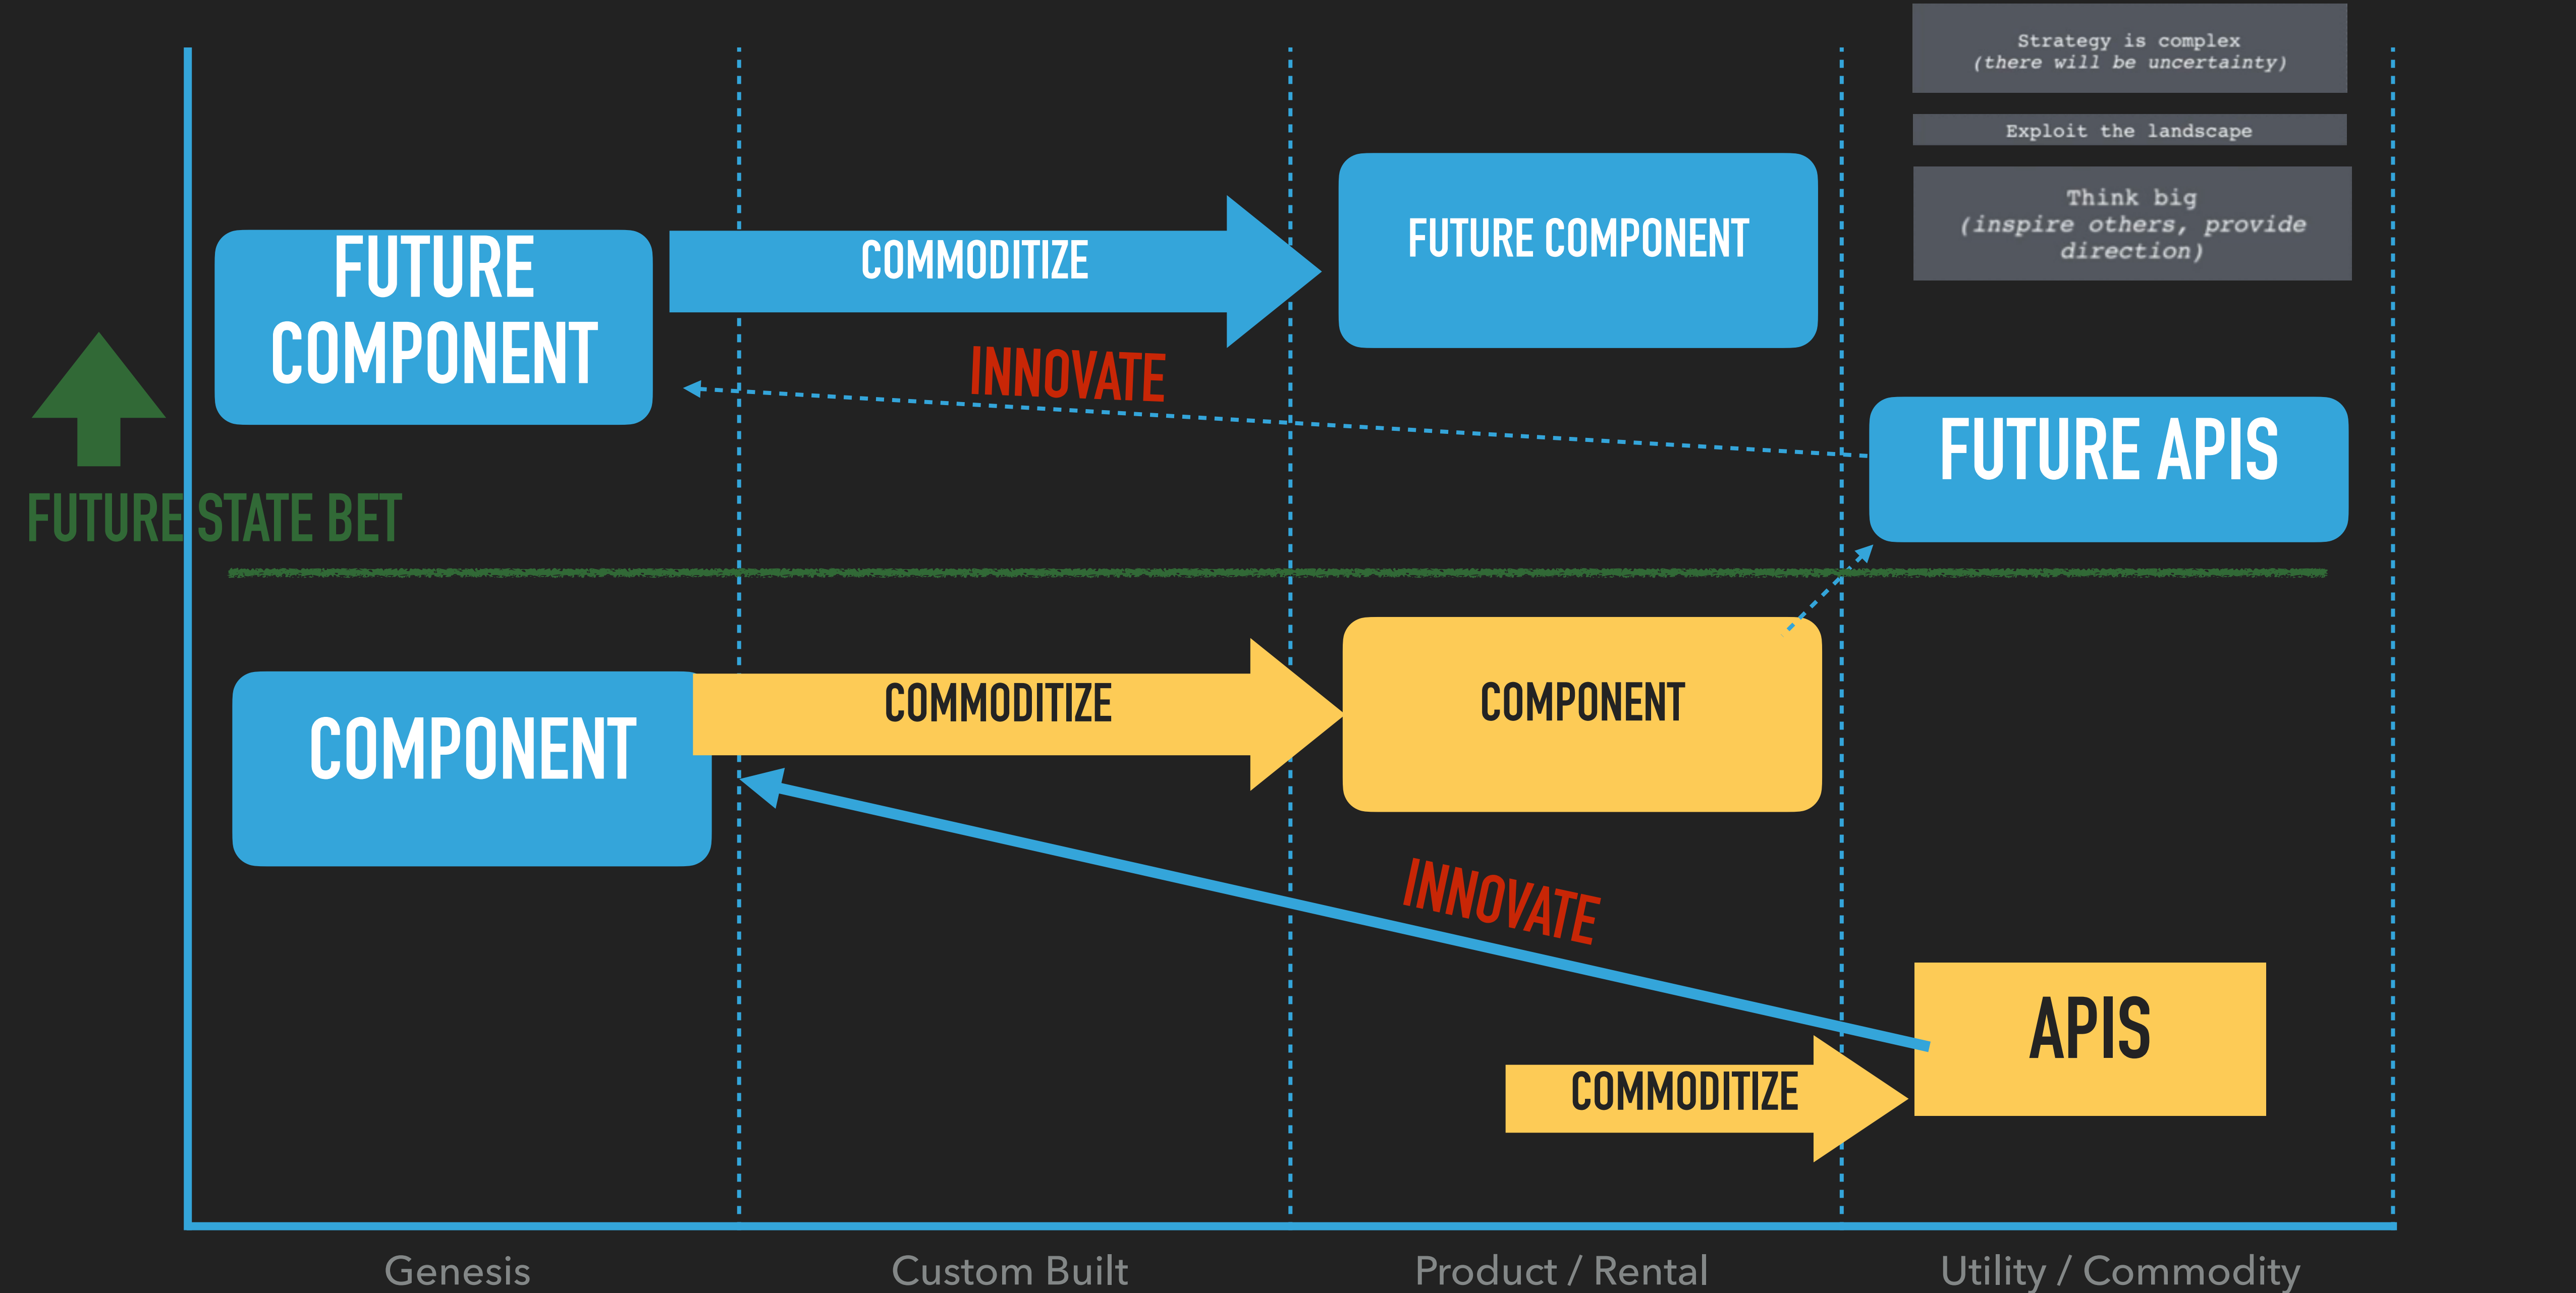 Strategy is complex
(there will be uncertainty)
Exploit the landscape
Think big
(inspire others, provide
direction)
FUTURE
COMPONENT
COMMODITIZE
FUTURE COMPONENT
INNOVATE
FUTURE APIS
FUTURE STATE BET
COMPONENT
COMMODITIZE
COMPONENT
INNOVATE
APIS
COMMODITIZE
Genesis
Custom Built
Product / Rental
Utility / Commodity